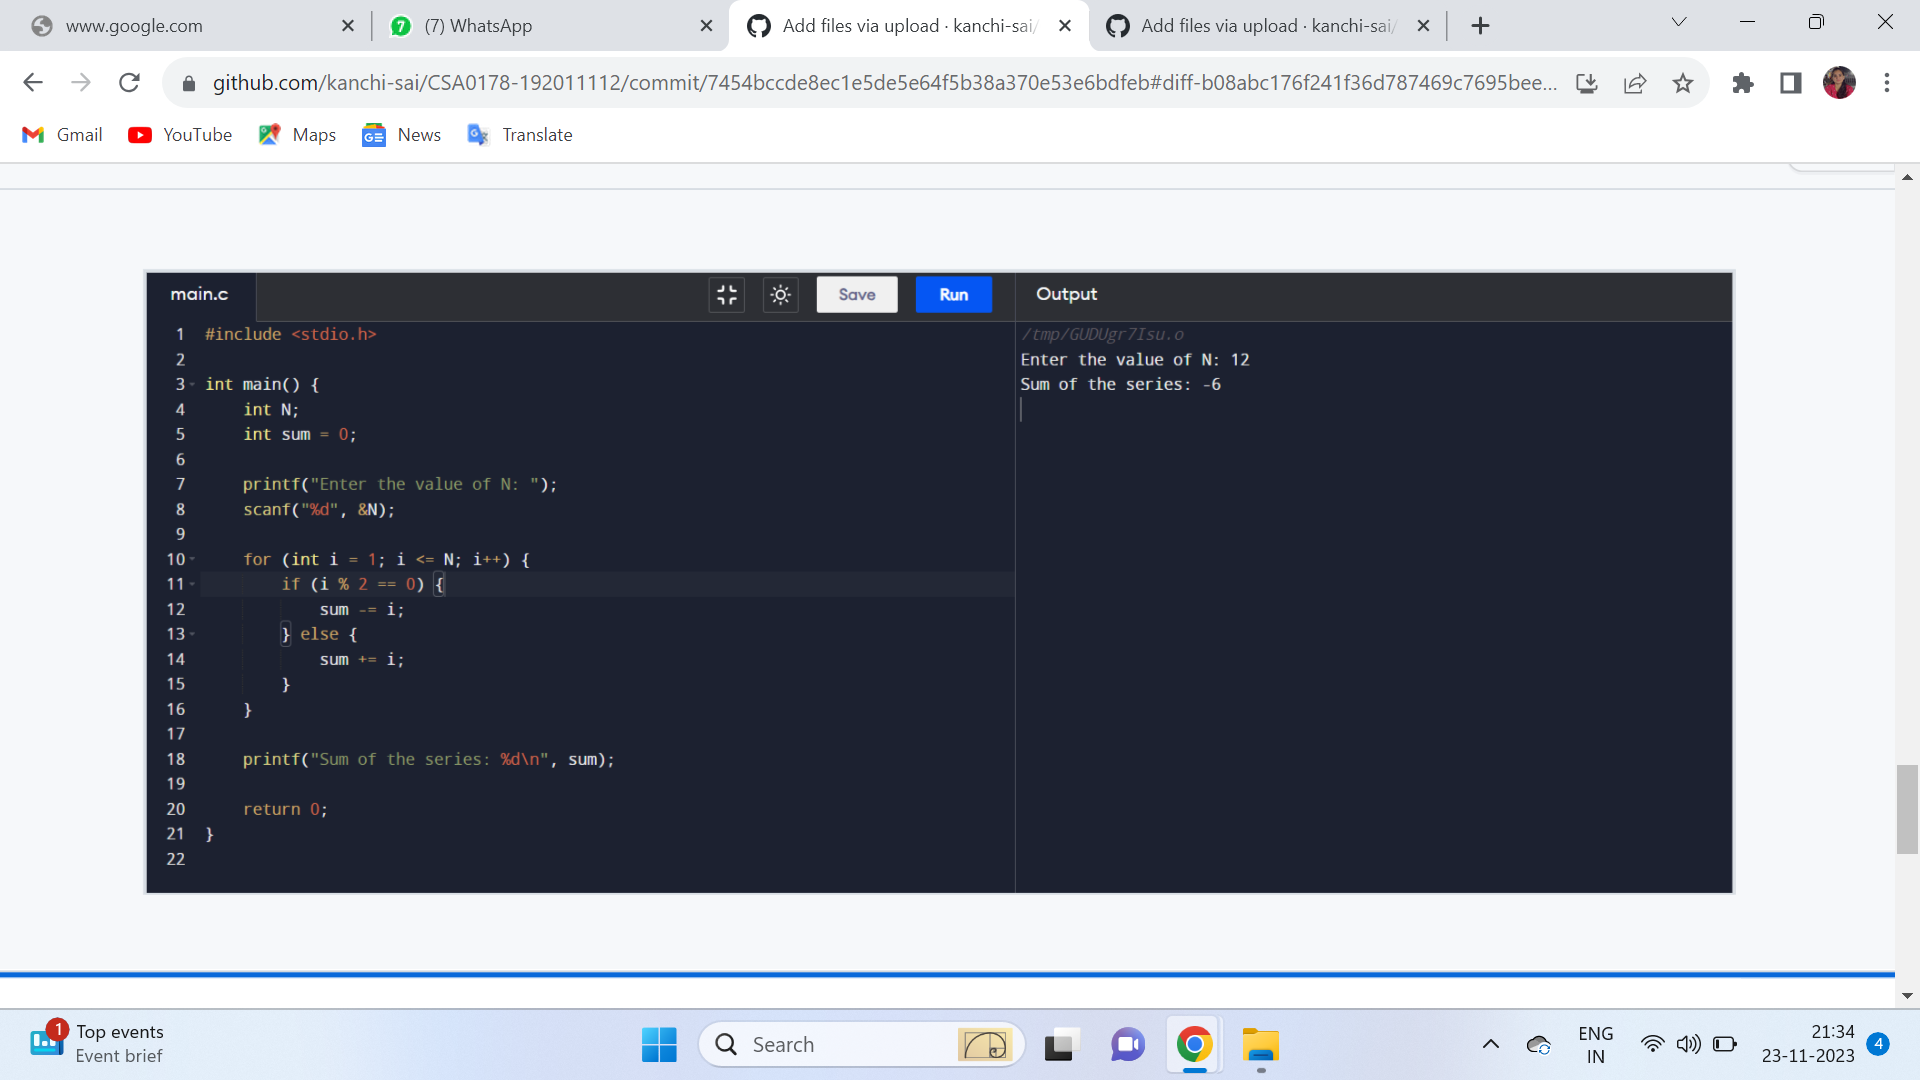 www.google.com
7 (7) WhatsApp
Add files via upload · kanchi-sai/
Add files via upload · kanchi-sai/
github.com/kanchi-sai/CSA0178-192011112/commit/7454bccde8ec1e5de5e64f5b38a370e53e6bdfeb#diff-b08abc176f241f36d787469c7695bee...
Gmail YouTube Maps News Translate
main.c
Save
Run
1 #include <stdio.h>
2
3 int main() {
4 int N;
5 int sum = 0;
6
7 printf("Enter the value of N: ");
8 scanf("%d", &N);
9
10 for (int i = 1; i <= N; i++) {
11 if (i % 2 == 0) {
12 sum -= i;
13 } else {
14 sum += i;
15 }
16 }
17
18 printf("Sum of the series: %d\n", sum);
19
20 return 0;
21 }
22
Output
/tmp/GUDUgr7Isu.o
Enter the value of N: 12
Sum of the series: -6
1
Top events
Event brief
Search
ENG
IN
21:34
23-11-2023
4